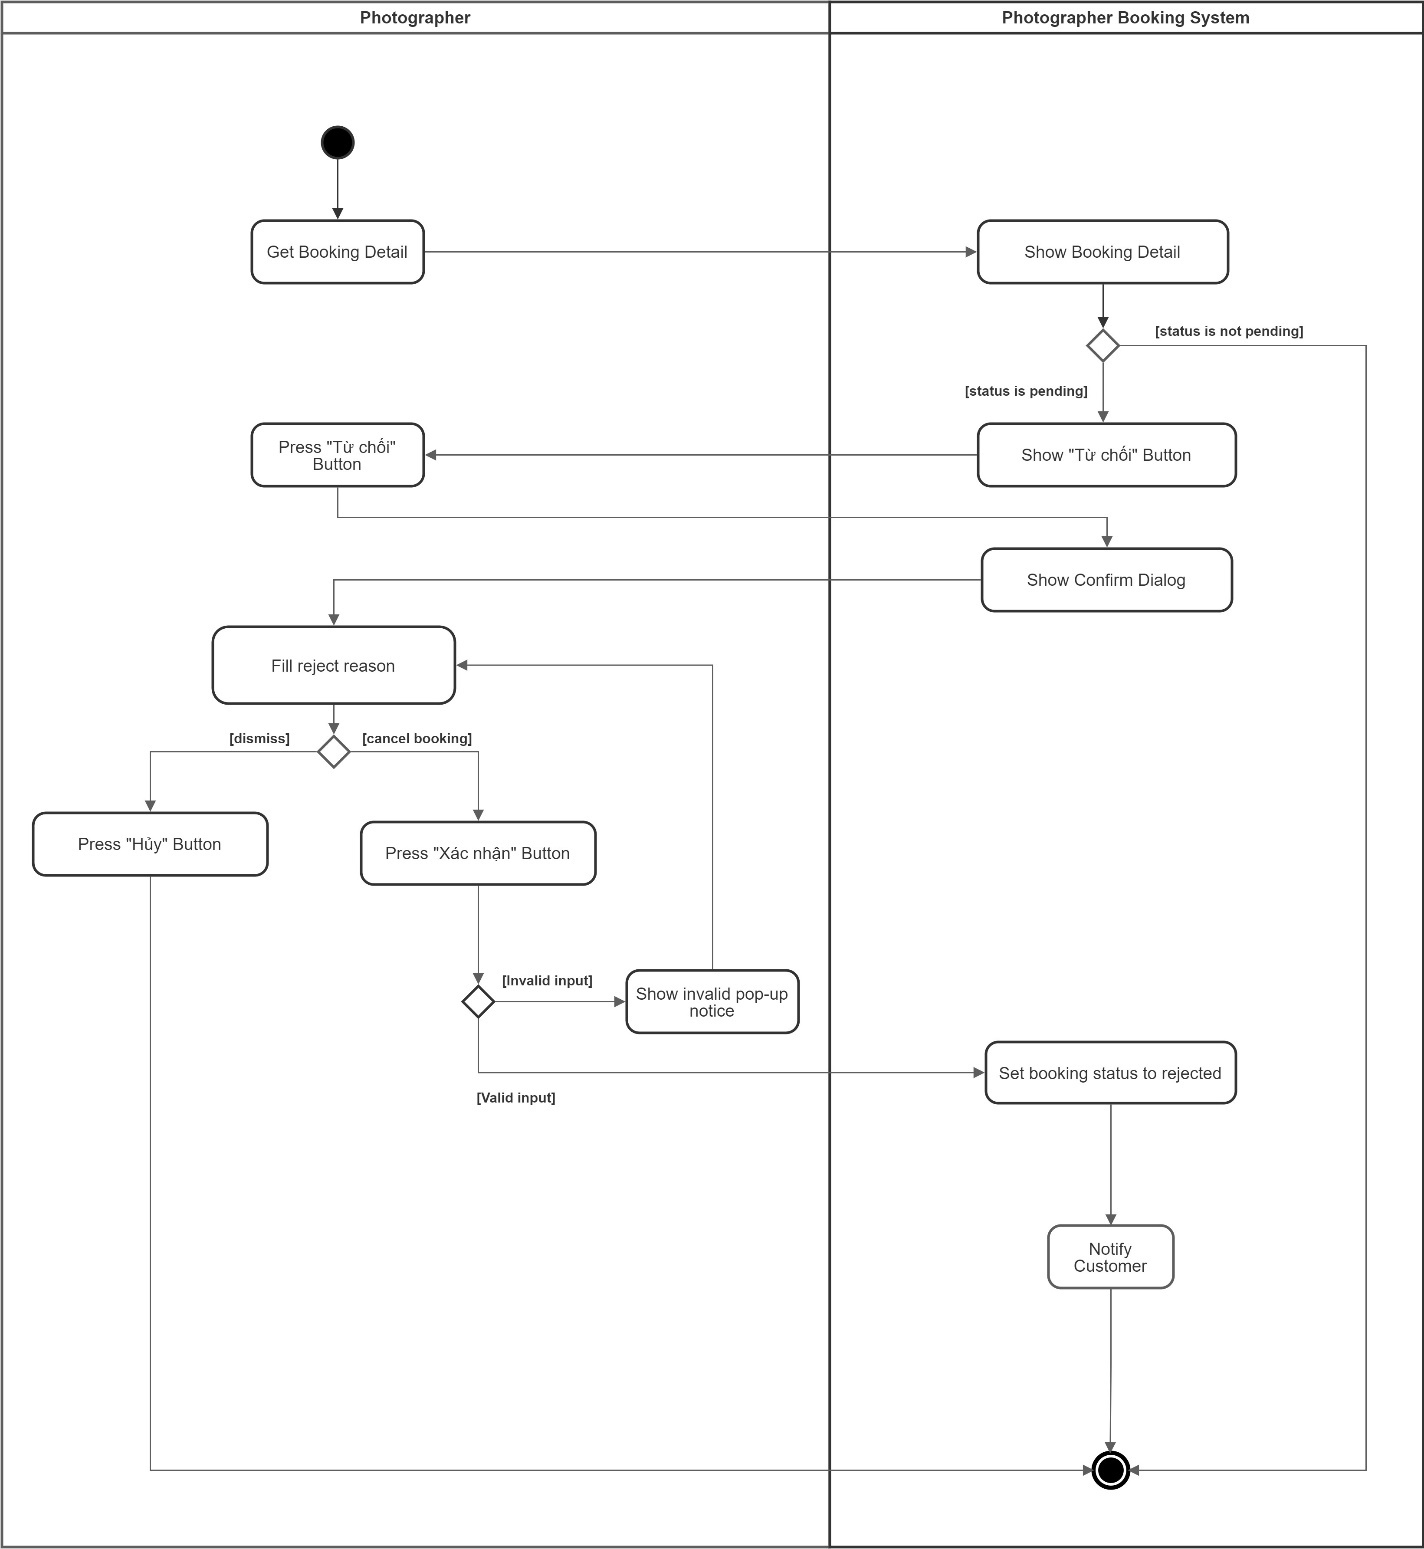 Photographer
Photographer Booking System
Get Booking Detail
Show Booking Detail
[status is not pending]
[status is pending]
Press "Từ chối"
Button
Show "Từ chối" Button
Show Confirm Dialog
Fill reject reason
[dismiss]
[cancel booking]
Press "Hủy" Button
Press "Xác nhận" Button
[Invalid input]
Show invalid pop-up
notice
Set booking status to rejected
[Valid input]
Notify
Customer